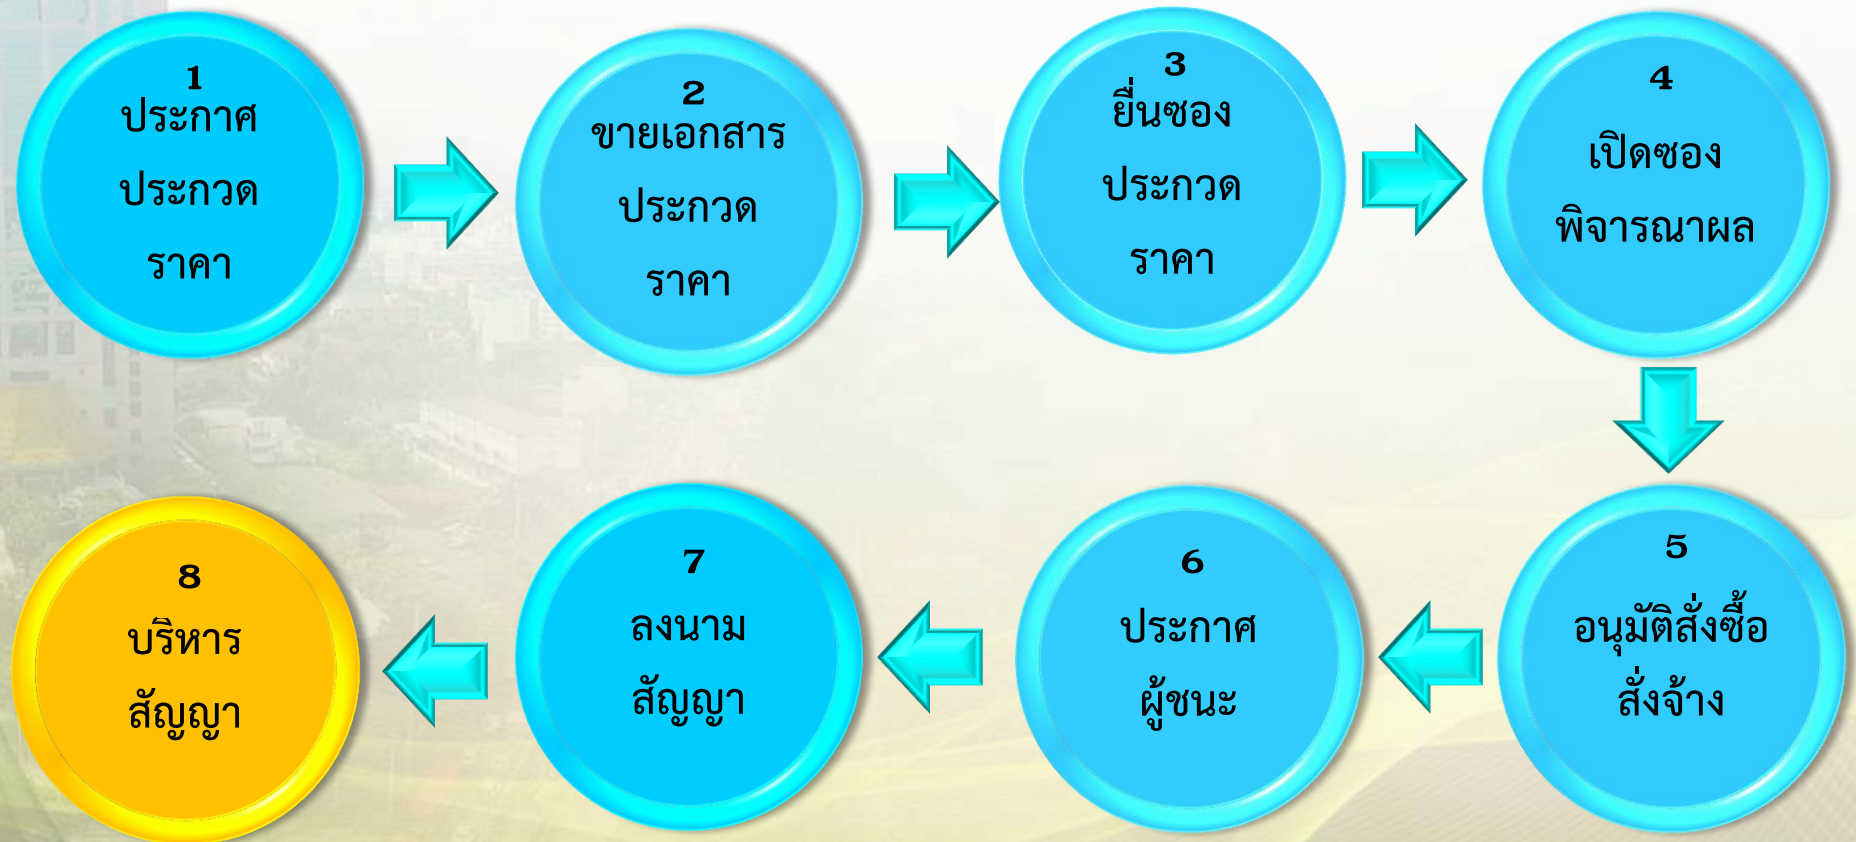 1
ประกาศ
ประกวด
ราคา
2
ขายเอกสาร
ประกวด
ราคา
3
ยื่นซอง
ประกวด
ราคา
4
เปิดซอง
พิจารณาผล
5
อนุมัติสั่งซื้อ
สั่งจ้าง
6
ประกาศ
ผู้ชนะ
7
ลงนาม
สัญญา
8
บริหาร
สัญญา